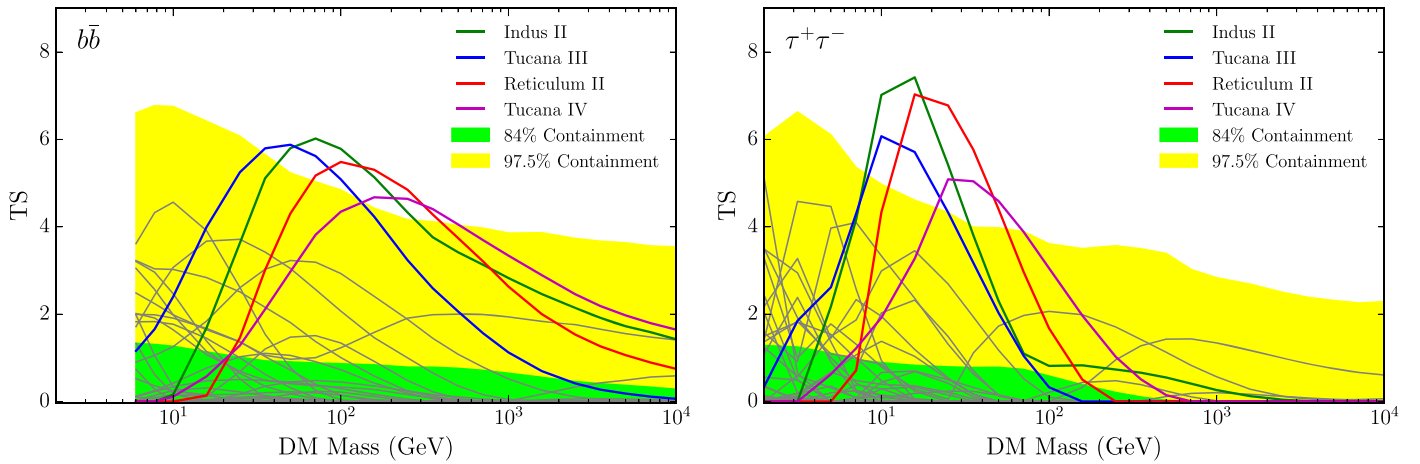 bb̄
Indus II
Tucana III
Reticulum II
Tucana IV
84% Containment
97.5% Containment
TS
8
6
4
2
0
10¹ 10² 10³ 10⁴
DM Mass (GeV)
τ⁺τ⁻
Indus II
Tucana III
Reticulum II
Tucana IV
84% Containment
97.5% Containment
TS
8
6
4
2
0
10¹ 10² 10³ 10⁴
DM Mass (GeV)